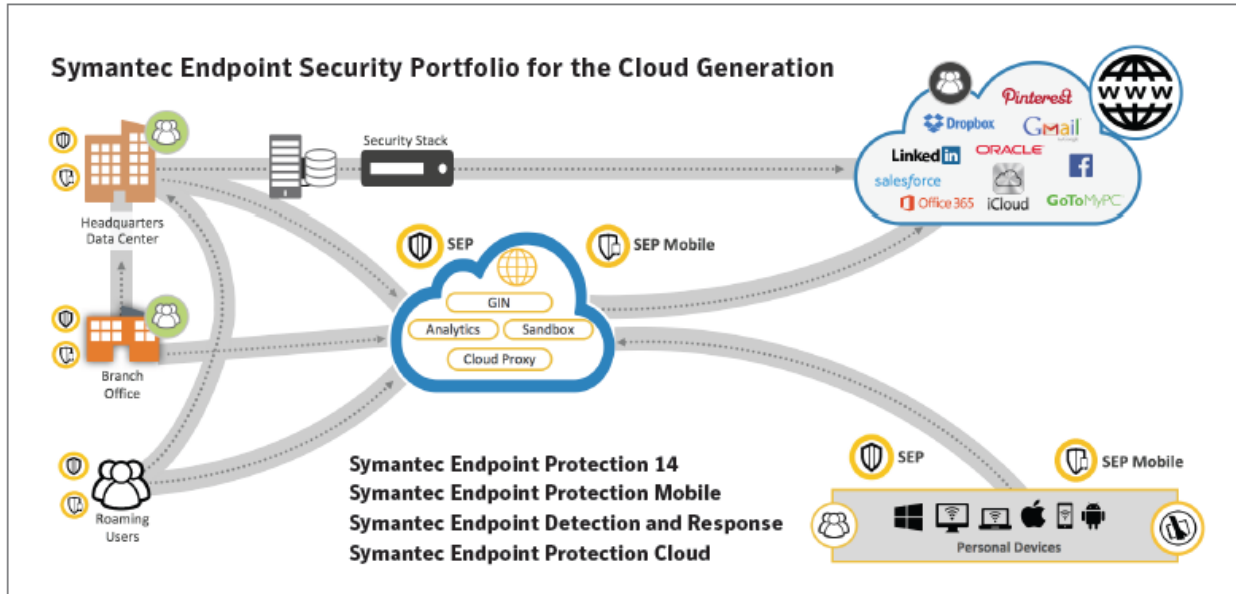 Symantec Endpoint Security Portfolio for the Cloud Generation
WWW
Pinterest
Dropbox
Gmail
by Google
LinkedIn
ORACLE
f
salesforce
Office 365
iCloud
GoToMyPC
Security Stack
Headquarters
Data Center
SEP
SEP Mobile
GIN
Analytics
Sandbox
Cloud Proxy
Branch
Office
Roaming
Users
Symantec Endpoint Protection 14
Symantec Endpoint Protection Mobile
Symantec Endpoint Detection and Response
Symantec Endpoint Protection Cloud
SEP
SEP Mobile
Personal Devices